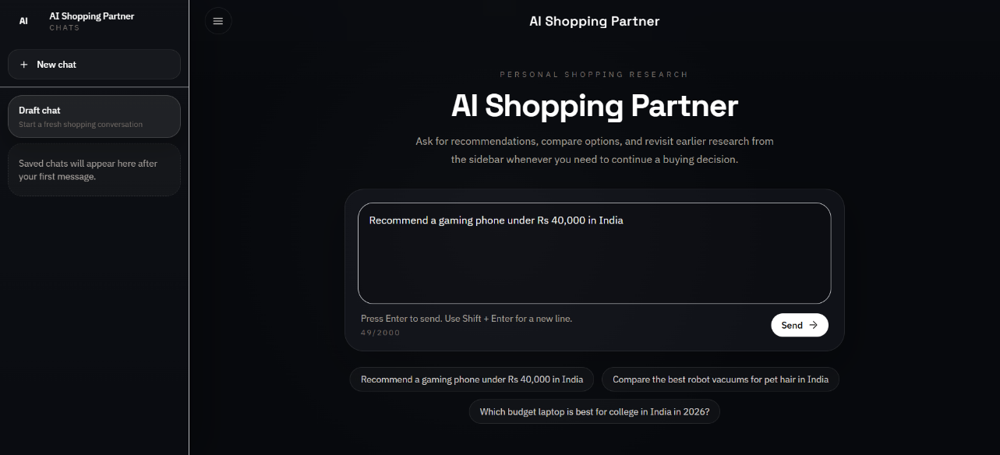 AI
AI Shopping Partner
CHATS
+ New chat
Draft chat
Start a fresh shopping conversation
Saved chats will appear here after
your first message.
AI Shopping Partner
PERSONAL SHOPPING RESEARCH
AI Shopping Partner
Ask for recommendations, compare options, and revisit earlier research from
the sidebar whenever you need to continue a buying decision.
Recommend a gaming phone under Rs 40,000 in India
Press Enter to send. Use Shift + Enter for a new line.
49/2000
Send →
Recommend a gaming phone under Rs 40,000 in India
Compare the best robot vacuums for pet hair in India
Which budget laptop is best for college in India in 2026?